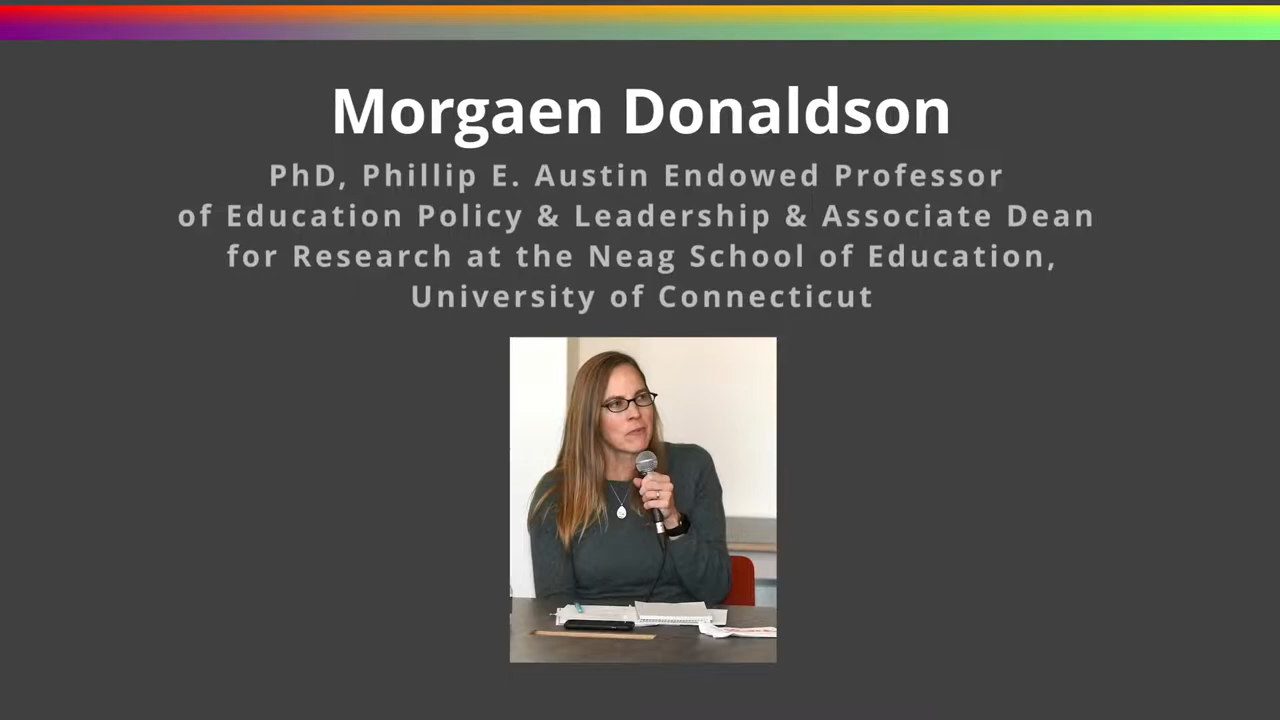 Morgaen Donaldson
PhD, Phillip E. Austin Endowed Professor
of Education Policy & Leadership & Associate Dean
for Research at the Neag School of Education,
University of Connecticut